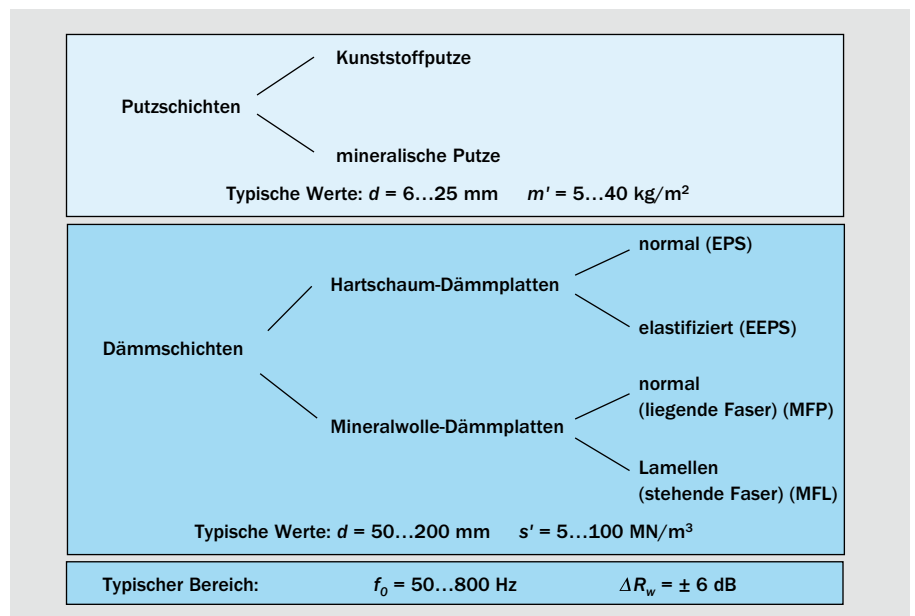 Kunststoffputze
Putzschichten
mineralische Putze
Typische Werte: d = 6…25 mm m' = 5…40 kg/m²
normal (EPS)
Hartschaum-Dämmplatten
elastifiziert (EEPS)
Dämmschichten
normal
(liegende Faser) (MFP)
Mineralwolle-Dämmplatten
Lamellen
(stehende Faser) (MFL)
Typische Werte: d = 50…200 mm s' = 5…100 MN/m³
Typischer Bereich: f₀ = 50…800 Hz ΔR_w = ± 6 dB